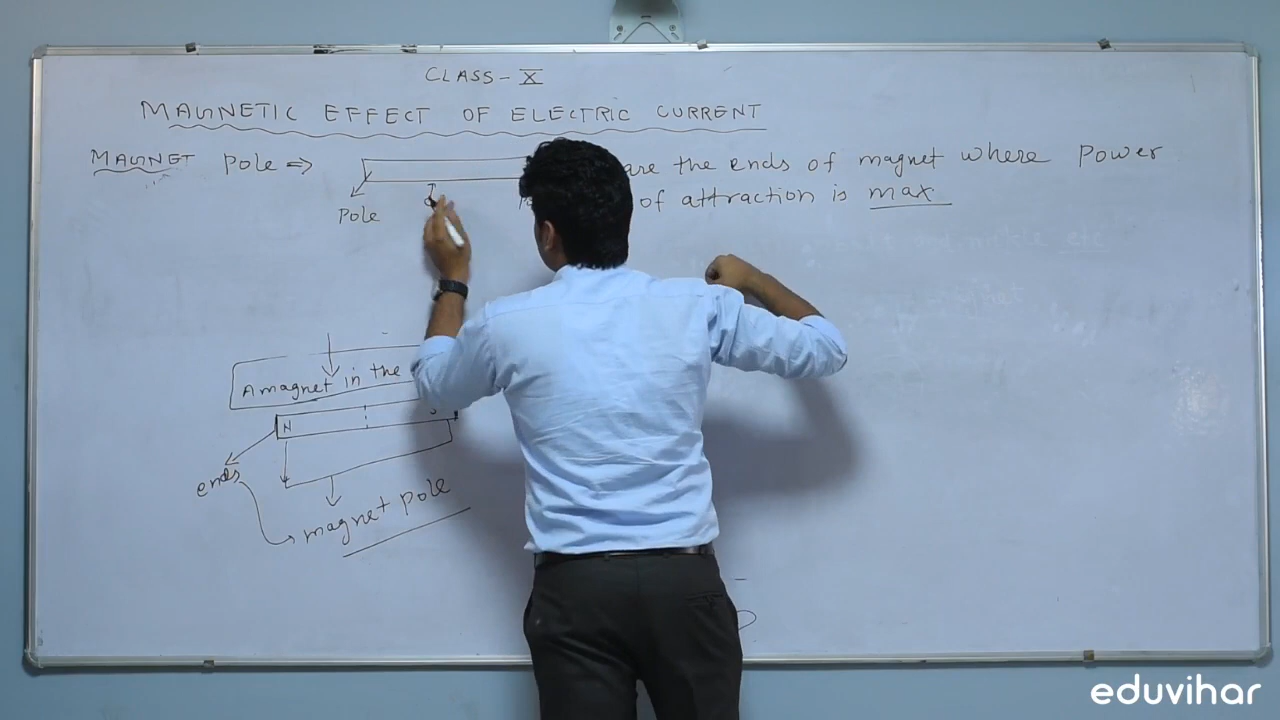 CLASS - X
MAGNETIC EFFECT OF ELECTRIC CURRENT
MAGNET Pole ⇒ are the ends of magnet where Power
of attraction is max
Pole
A magnet in the
N
ends
magnet pole
eduvihar